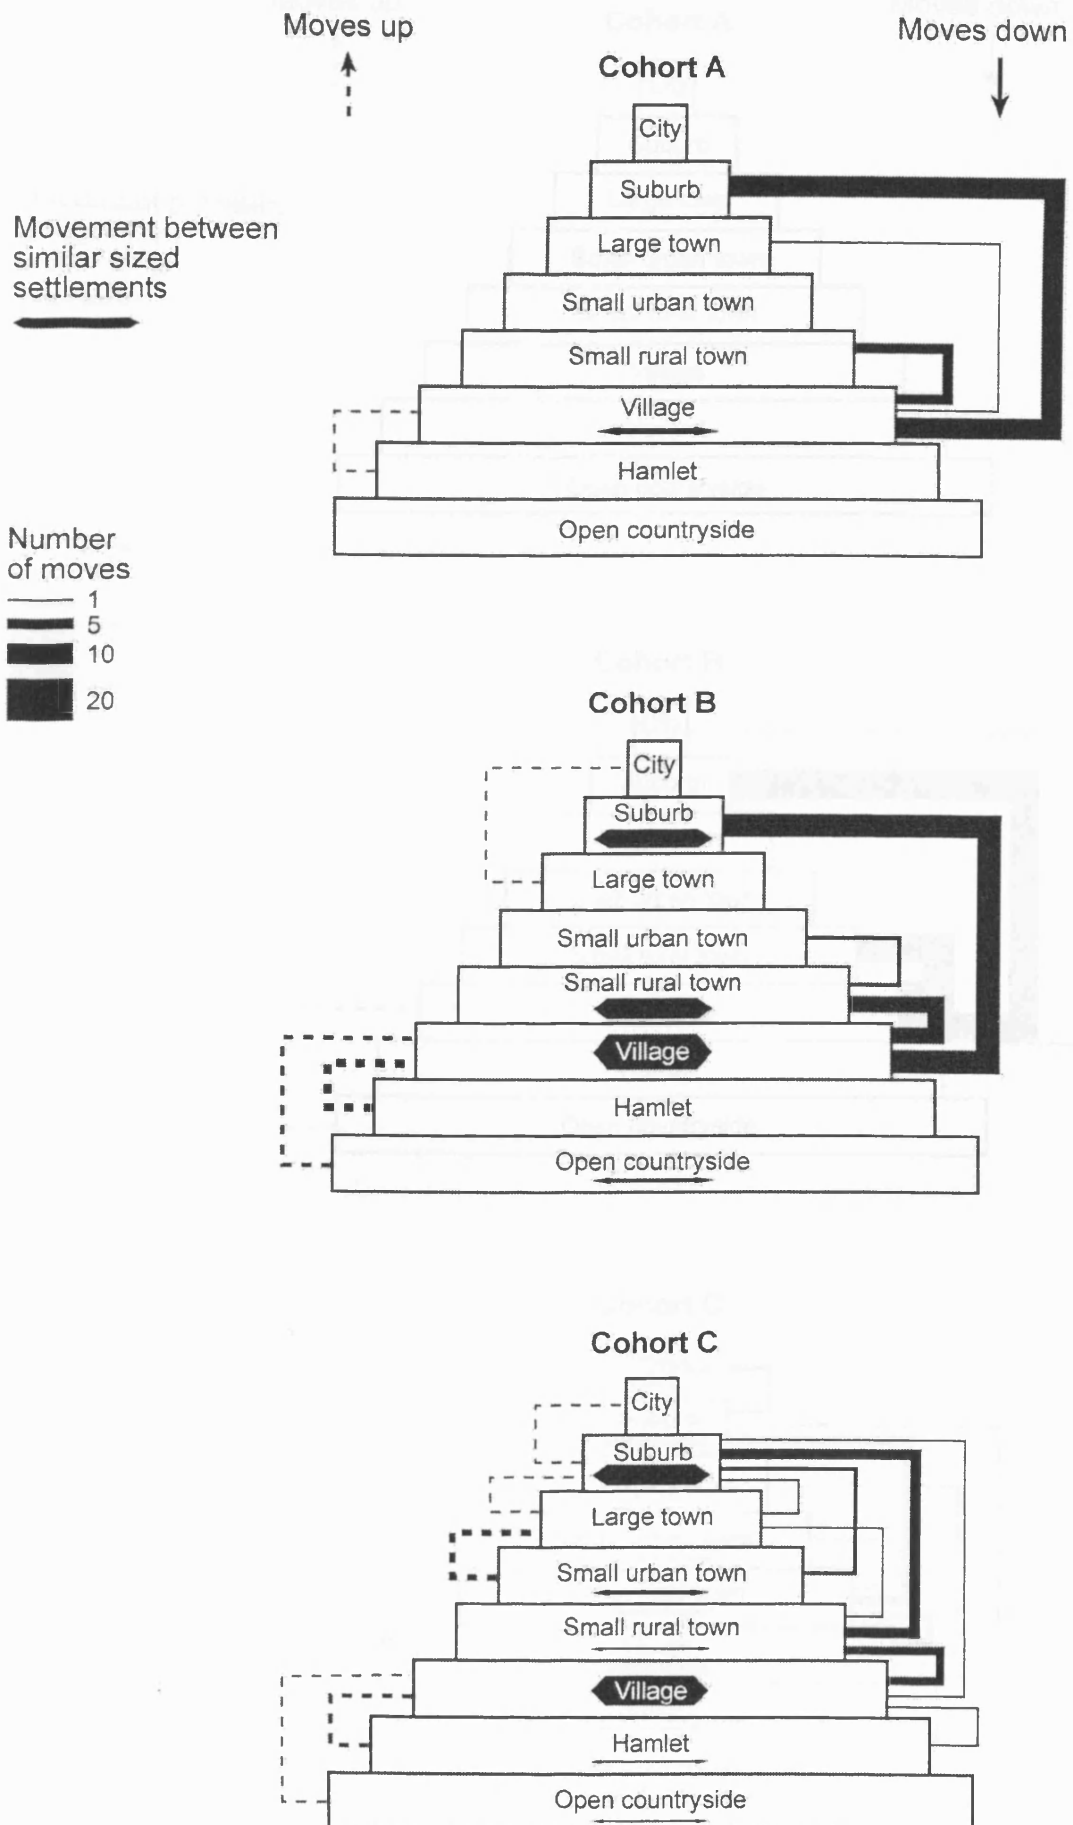 Moves up
Moves down
Cohort A
City
Suburb
Movement between
similar sized
settlements
Large town
Small urban town
Small rural town
Village
Hamlet
Open countryside
Number
of moves
1
5
10
20
Cohort B
City
Suburb
Large town
Small urban town
Small rural town
Village
Hamlet
Open countryside
Cohort C
City
Suburb
Large town
Small urban town
Small rural town
Village
Hamlet
Open countryside